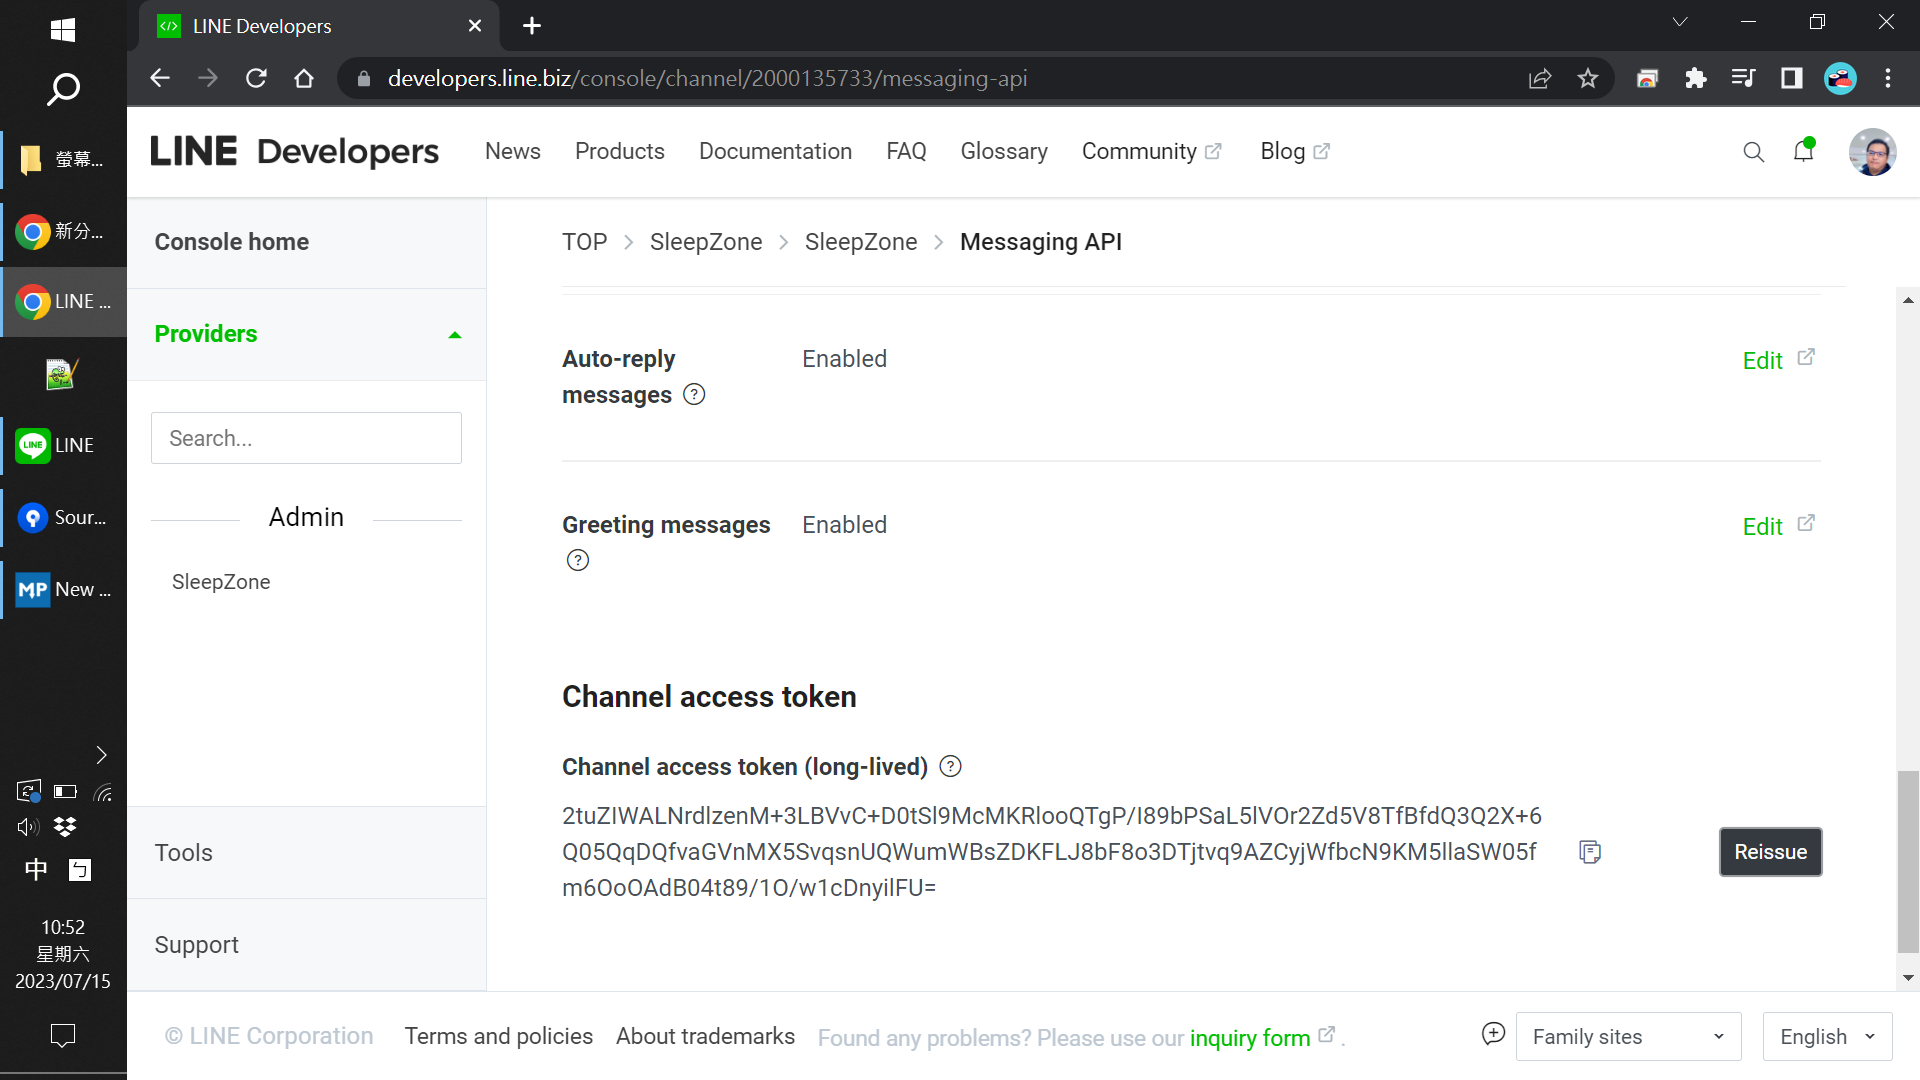 LINE Developers
developers.line.biz/console/channel/2000135733/messaging-api
螢幕...
新分...
LINE ...
LINE
Sour...
MP
New ...
中
ㄅ
10:52
星期六
2023/07/15
LINE Developers
News
Products
Documentation
FAQ
Glossary
Community
Blog
Console home
Providers
Search...
Admin
SleepZone
Tools
Support
TOP > SleepZone > SleepZone > Messaging API
Auto-reply
messages ?
Enabled
Edit
Greeting messages
?
Enabled
Edit
Channel access token
Channel access token (long-lived) ?
2tuZIWALNrdlzenM+3LBVvC+D0tSl9McMKRlooQTgP/I89bPSaL5lVOr2Zd5V8TfBfdQ3Q2X+6
Q05QqDQfvaGVnMX5SvqsnUQWumWBsZDKFLJ8bF8o3DTjtvq9AZCyjWfbcN9KM5llaSW05f
m6OoOAdB04t89/1O/w1cDnyilFU=
Reissue
© LINE Corporation
Terms and policies
About trademarks
Found any problems? Please use our inquiry form .
Family sites
English